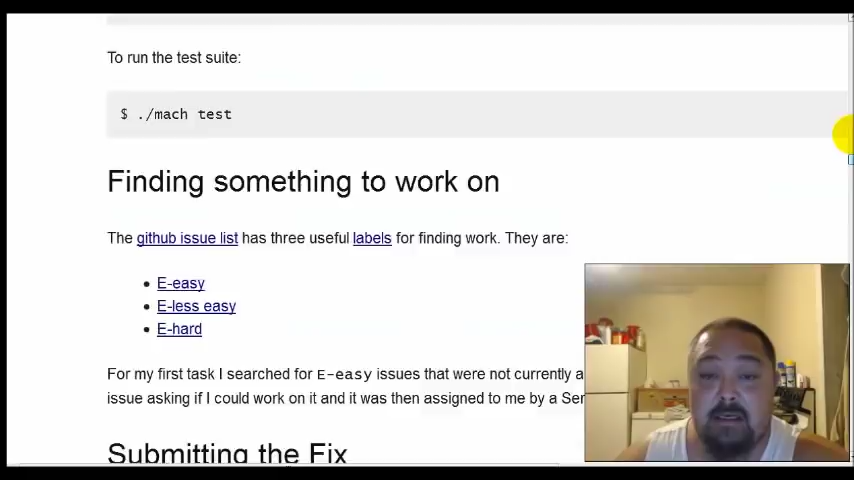 To run the test suite:
$ ./mach test
Finding something to work on
The github issue list has three useful labels for finding work. They are:
E-easy
E-less easy
E-hard
For my first task I searched for E-easy issues that were not currently a
issue asking if I could work on it and it was then assigned to me by a Ser
Submitting the Fix